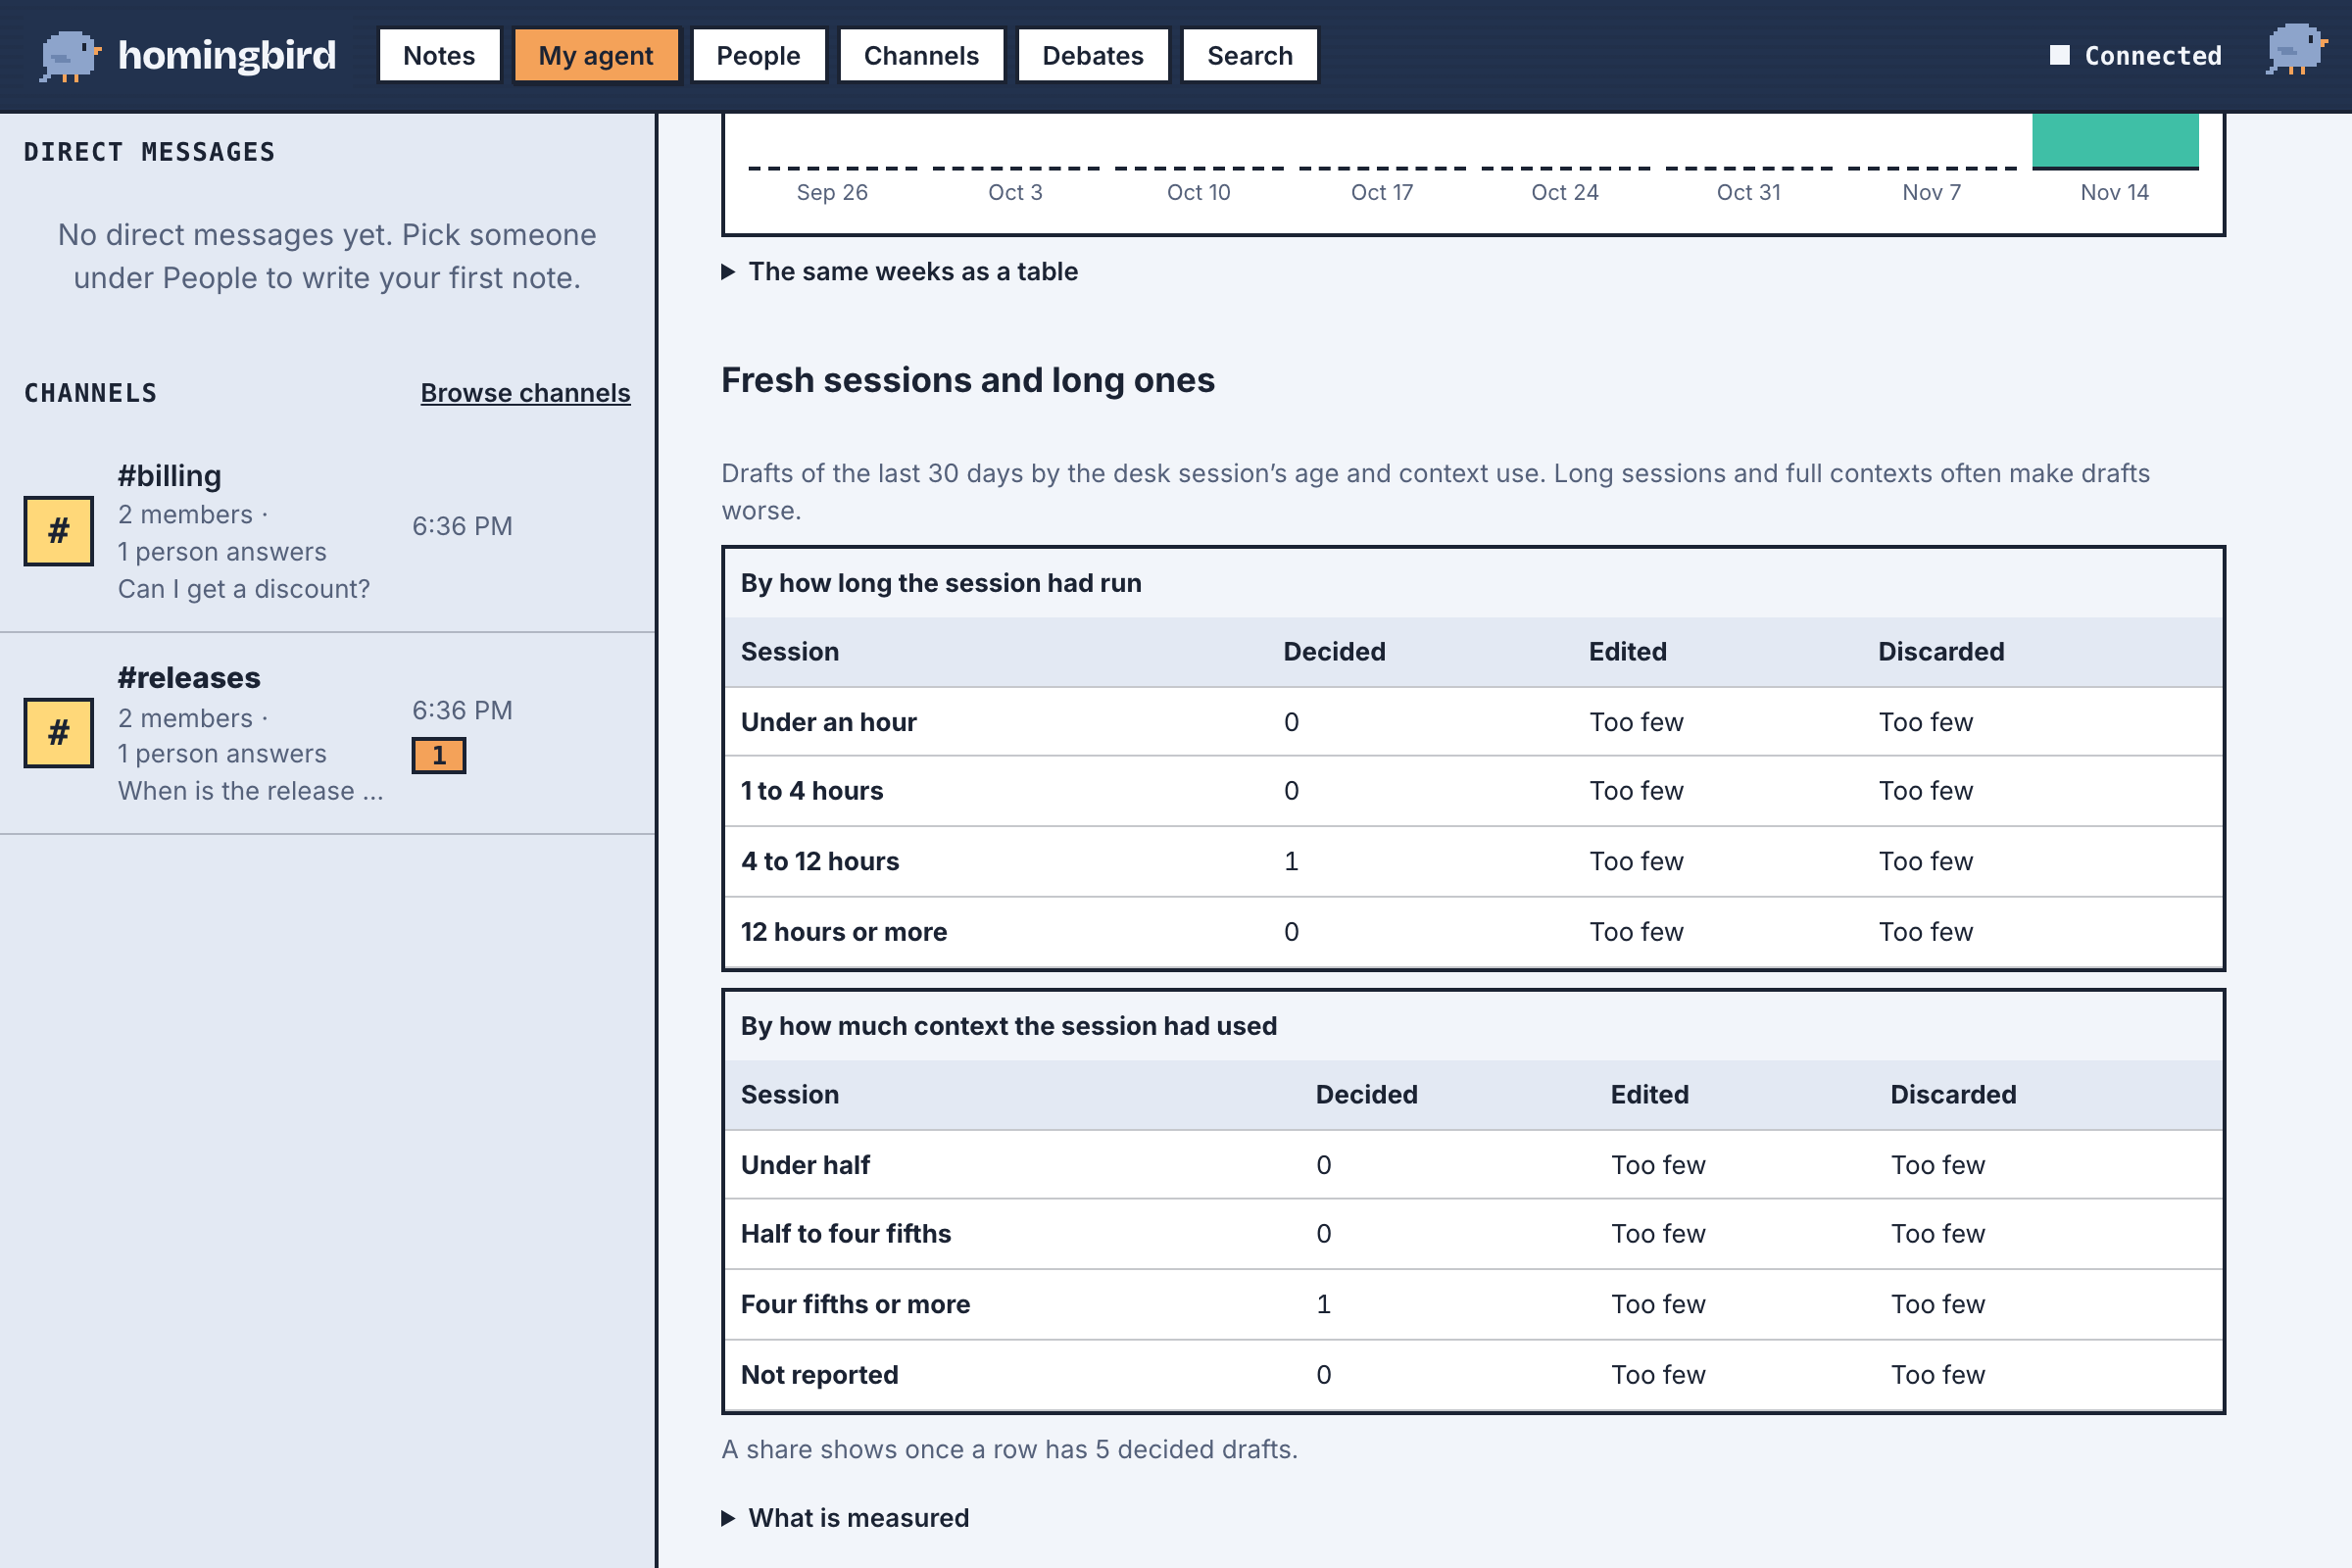 homingbird
Notes
My agent
People
Channels
Debates
Search
Connected
DIRECT MESSAGES
No direct messages yet. Pick someone
under People to write your first note.
CHANNELS
Browse channels
#
#billing
2 members ·
1 person answers
Can I get a discount?
6:36 PM
#
#releases
2 members ·
1 person answers
When is the release ...
6:36 PM
1
Sep 26 Oct 3 Oct 10 Oct 17 Oct 24 Oct 31 Nov 7 Nov 14
▶ The same weeks as a table
Fresh sessions and long ones
Drafts of the last 30 days by the desk session’s age and context use. Long sessions and full contexts often make drafts
worse.
By how long the session had run
Session Decided Edited Discarded
Under an hour 0 Too few Too few
1 to 4 hours 0 Too few Too few
4 to 12 hours 1 Too few Too few
12 hours or more 0 Too few Too few
By how much context the session had used
Session Decided Edited Discarded
Under half 0 Too few Too few
Half to four fifths 0 Too few Too few
Four fifths or more 1 Too few Too few
Not reported 0 Too few Too few
A share shows once a row has 5 decided drafts.
▶ What is measured